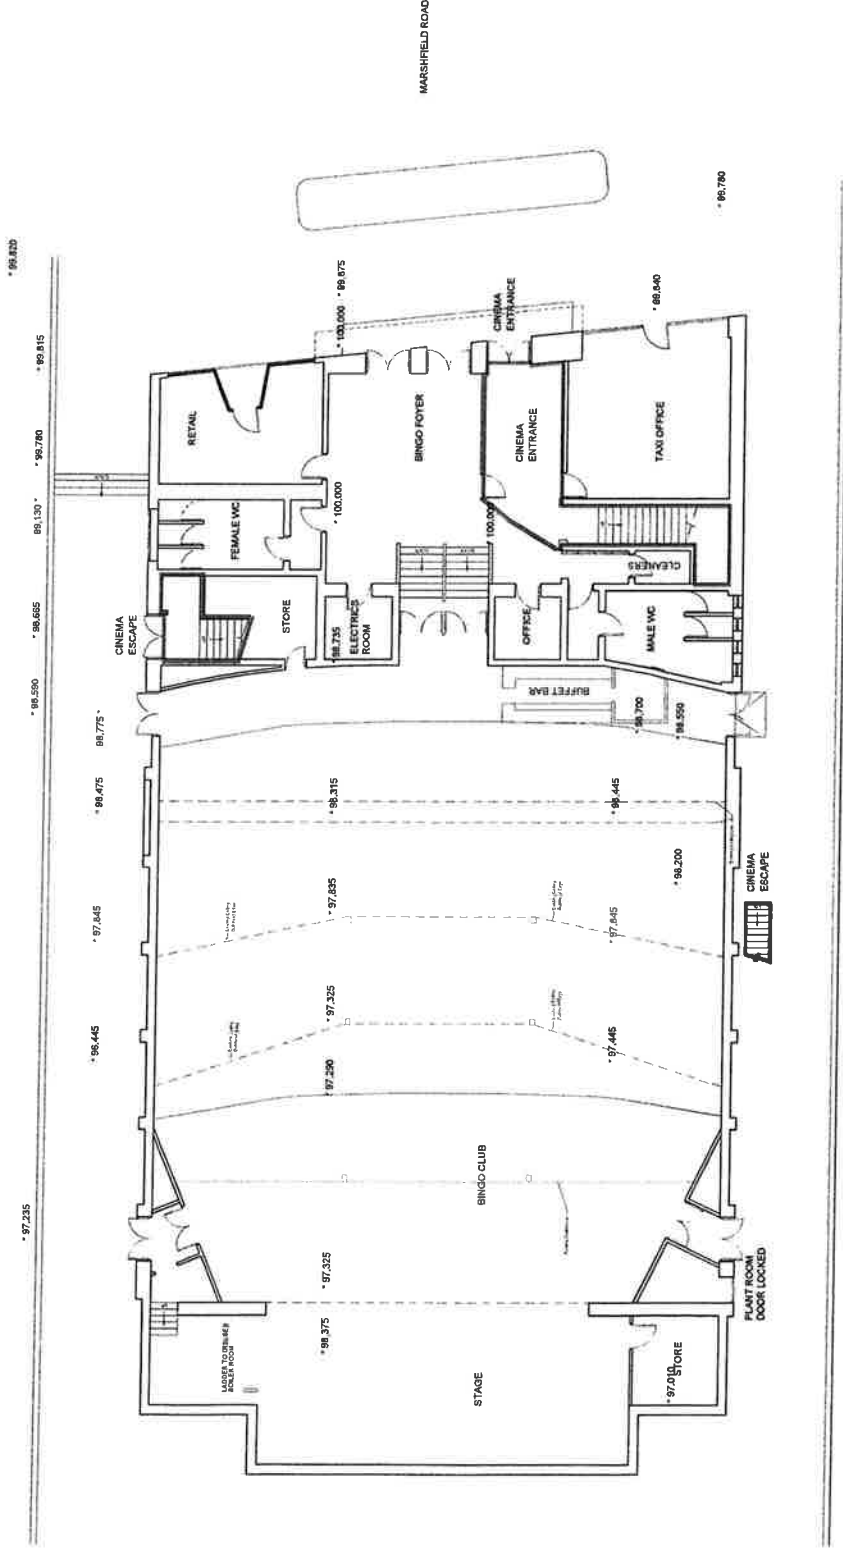 MARSHFIELD ROAD
* 99,780
* 99,820
* 99,875
* 100,000
CINEMA
ENTRANCE
* 99,840
* 99,815
RETAIL
BINGO FOYER
CINEMA
ENTRANCE
TAXI OFFICE
* 99,780
89,130 *
FEMALE WC
* 100,000
CLEANERS
* 98,665
CINEMA
ESCAPE
STORE
* 98,735
ELECTRICS
ROOM
OFFICE
MALE WC
* 98,590
98,775 *
BUFFET BAR
* 98,700
* 98,550
* 98,475
* 98,315
* 98,445
* 98,200
CINEMA
ESCAPE
* 97,845
* 97,835
* 97,845
* 96,445
* 97,325
* 97,445
* 97,290
BINGO CLUB
* 97,235
* 97,325
PLANT ROOM
DOOR LOCKED
LADDER TO DISUSED
BOILER ROOM
* 98,375
STAGE
* 97,010
STORE